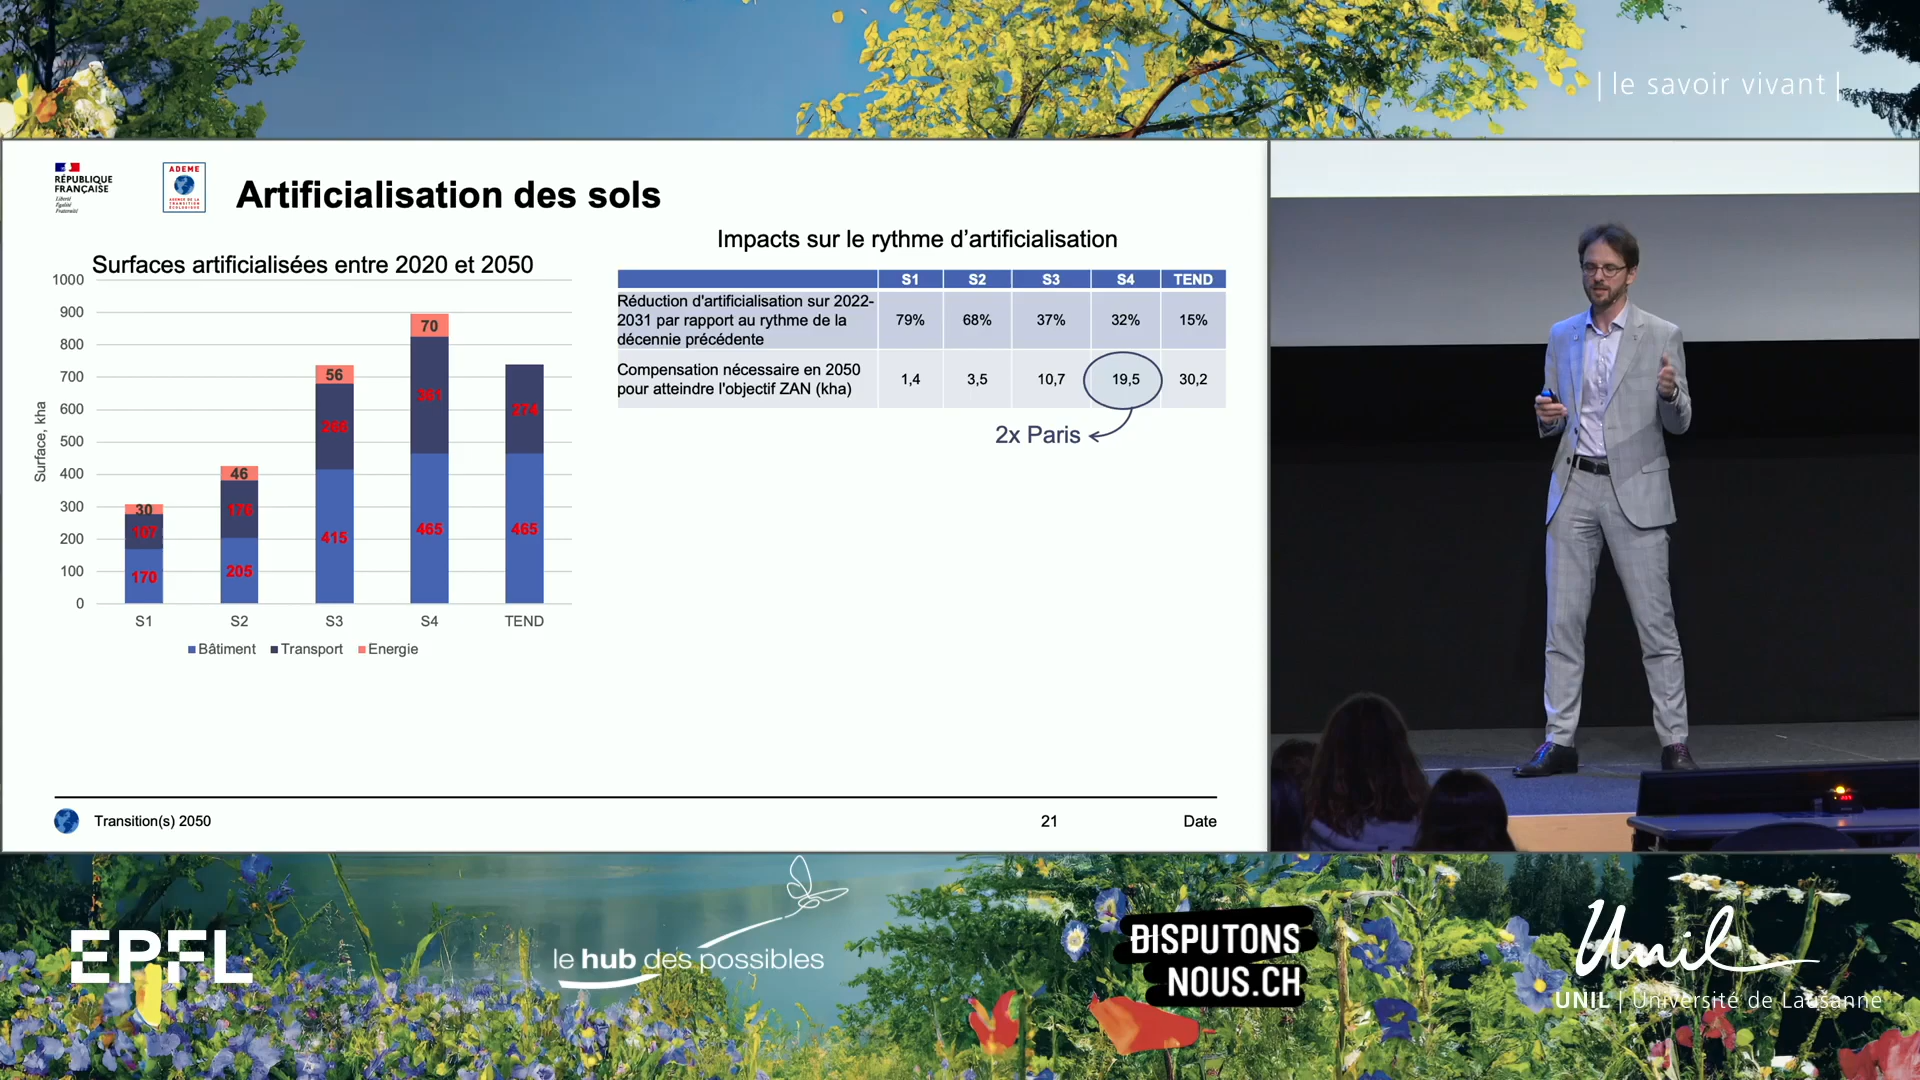 | le savoir vivant |
RÉPUBLIQUE
FRANÇAISE
Liberté
Égalité
Fraternité
ADEME
AGENCE DE LA
TRANSITION
ÉCOLOGIQUE
Artificialisation des sols
Surfaces artificialisées entre 2020 et 2050
Surface, kha
1000
900
800
700
600
500
400
300
200
100
0
30
107
170
46
176
205
56
266
415
70
361
465
274
465
S1 S2 S3 S4 TEND
Bâtiment Transport Energie
Impacts sur le rythme d'artificialisation
S1 S2 S3 S4 TEND
Réduction d'artificialisation sur 2022-
2031 par rapport au rythme de la
décennie précédente
79% 68% 37% 32% 15%
Compensation nécessaire en 2050
pour atteindre l'objectif ZAN (kha)
1,4 3,5 10,7 19,5 30,2
2x Paris
Transition(s) 2050 21 Date
EPFL
le hub des possibles
DISPUTONS
NOUS.CH
Unil
UNIL | Université de Lausanne